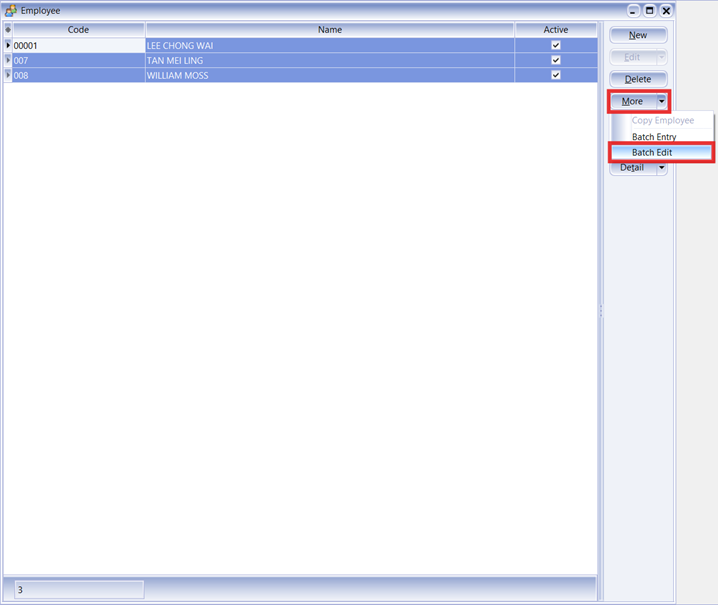 Employee
Code Name Active
00001 LEE CHONG WAI
007 TAN MEI LING
008 WILLIAM MOSS
New
Edit
Delete
More
Copy Employee
Batch Entry
Batch Edit
Detail
3